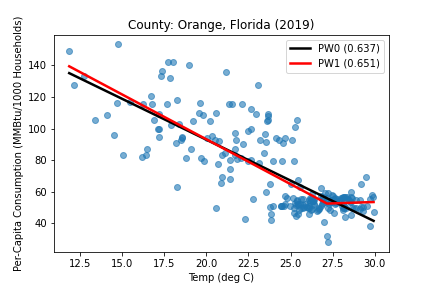 County: Orange, Florida (2019)
PW0 (0.637)
PW1 (0.651)
Per-Capita Consumption (MMBtu/1000 Households)
140
120
100
80
60
40
12.5 15.0 17.5 20.0 22.5 25.0 27.5 30.0
Temp (deg C)